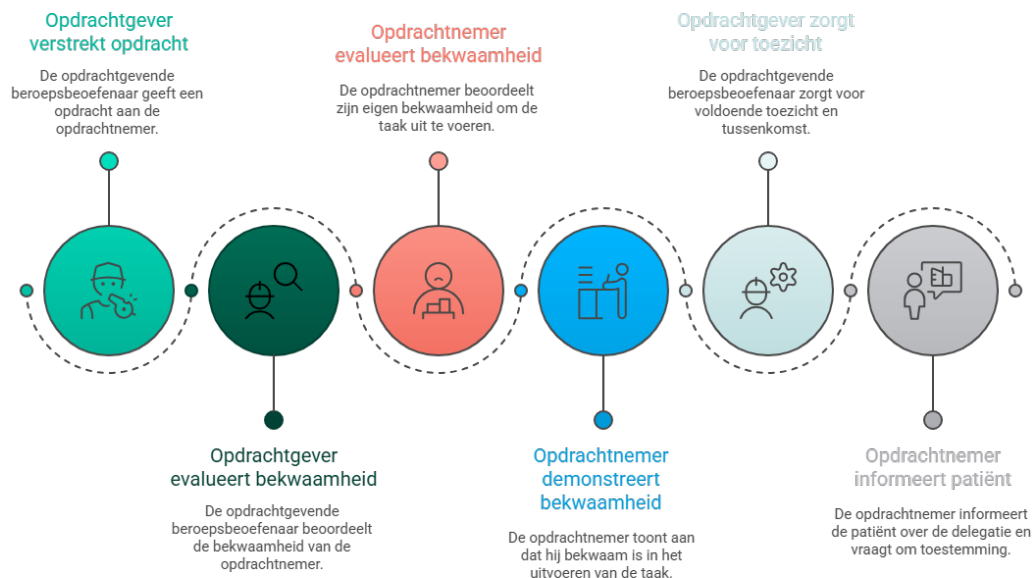 Opdrachtgever
verstrekt opdracht
De opdrachtgevende
beroepsbeoefenaar geeft een
opdracht aan de
opdrachtnemer.
Opdrachtgever
evalueert bekwaamheid
De opdrachtgevende
beroepsbeoefenaar beoordeelt
de bekwaamheid van de
opdrachtnemer.
Opdrachtnemer
evalueert bekwaamheid
De opdrachtnemer beoordeelt
zijn eigen bekwaamheid om de
taak uit te voeren.
Opdrachtnemer
demonstreert
bekwaamheid
De opdrachtnemer toont aan
dat hij bekwaam is in het
uitvoeren van de taak.
Opdrachtgever zorgt
voor toezicht
De opdrachtgevende
beroepsbeoefenaar zorgt voor
voldoende toezicht en
tussenkomst.
Opdrachtnemer
informeert patiënt
De opdrachtnemer informeert
de patiënt over de delegatie en
vraagt om toestemming.